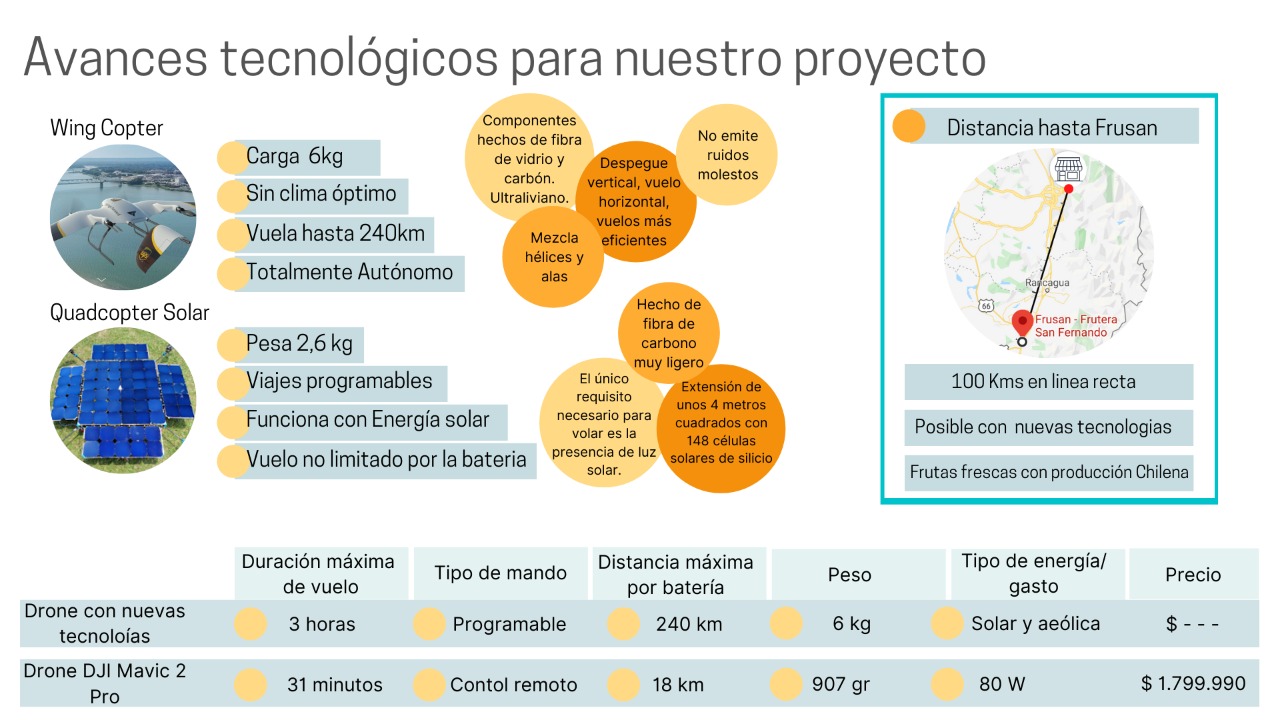 Avances tecnológicos para nuestro proyecto
Wing Copter
Carga 6kg
Sin clima óptimo
Vuela hasta 240km
Totalmente Autónomo
Componentes
hechos de fibra
de vidrio y
carbón.
Ultraliviano.
Despegue
vertical, vuelo
horizontal,
vuelos más
eficientes
No emite
ruidos
molestos
Mezcla
hélices y
alas
Quadcopter Solar
Pesa 2,6 kg
Viajes programables
Funciona con Energía solar
Vuelo no limitado por la bateria
Hecho de
fibra de
carbono
muy ligero
El único
requisito
necesario para
volar es la
presencia de luz
solar.
Extensión de
unos 4 metros
cuadrados con
148 células
solares de silicio
Distancia hasta Frusan
Rancagua
66
Frusan - Frutera
San Fernando
100 Kms en linea recta
Posible con nuevas tecnologias
Frutas frescas con producción Chilena
Duración máxima
de vuelo
Tipo de mando
Distancia máxima
por batería
Peso
Tipo de energía/
gasto
Precio
Drone con nuevas
tecnoloías
3 horas
Programable
240 km
6 kg
Solar y aeólica
$ - - -
Drone DJI Mavic 2
Pro
31 minutos
Contol remoto
18 km
907 gr
80 W
$ 1.799.990